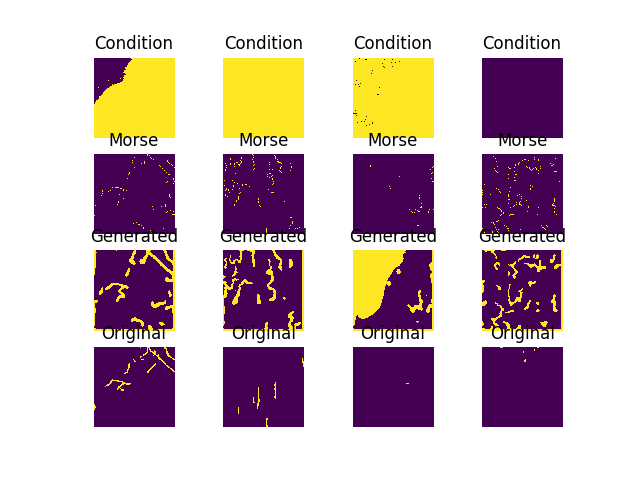 Condition Condition Condition Condition
Morse Morse Morse Morse
Generated Generated Generated Generated
Original Original Original Original